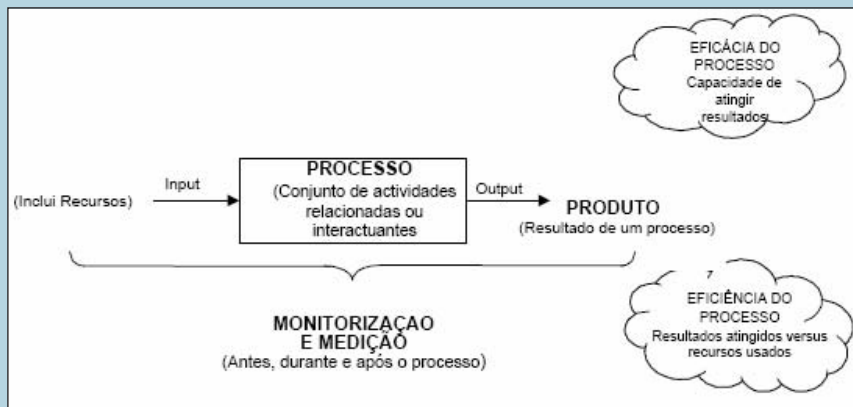 EFICÁCIA DO
PROCESSO
Capacidade de
atingir
resultados
PROCESSO
(Conjunto de actividades
relacionadas ou
interactuantes
(Inclui Recursos)
Input
Output
PRODUTO
(Resultado de um processo)
MONITORIZAÇAO
E MEDIÇÃO
(Antes, durante e após o processo)
7
EFICIÊNCIA DO
PROCESSO
Resultados atingidos versus
recursos usados